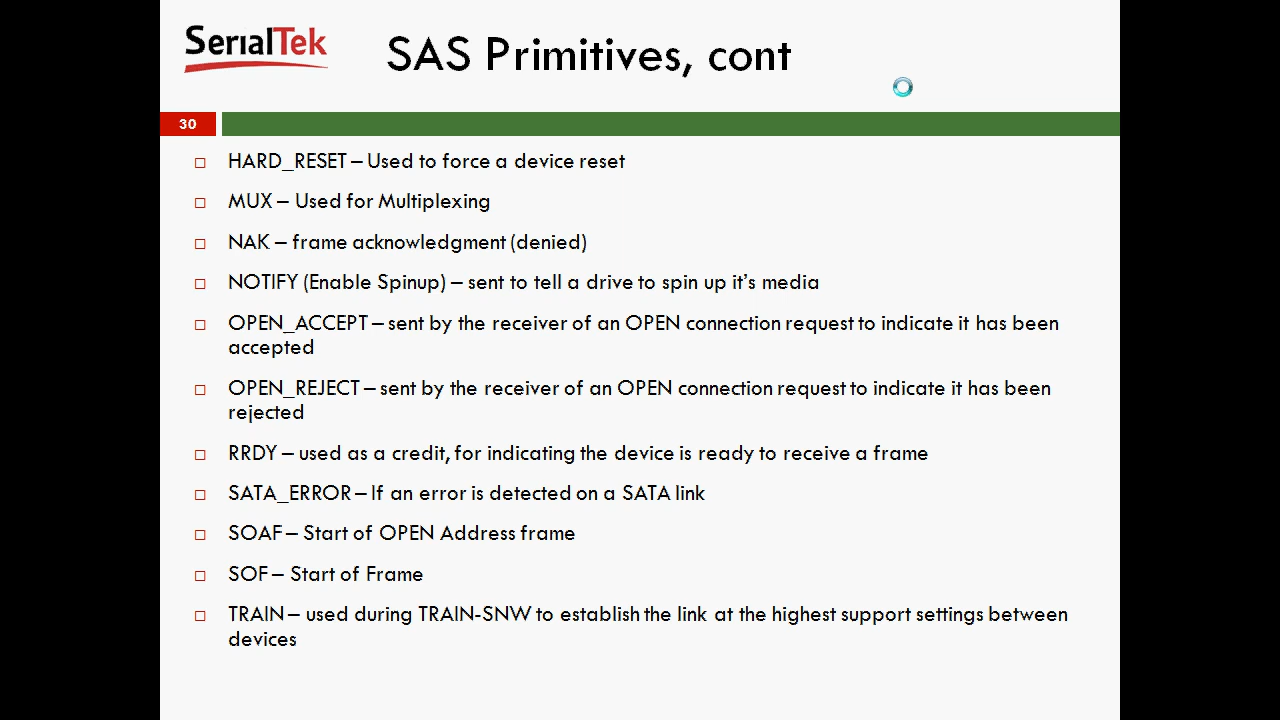 SerialTek
SAS Primitives, cont
30
HARD_RESET – Used to force a device reset
MUX – Used for Multiplexing
NAK – frame acknowledgment (denied)
NOTIFY (Enable Spinup) – sent to tell a drive to spin up it's media
OPEN_ACCEPT – sent by the receiver of an OPEN connection request to indicate it has been
accepted
OPEN_REJECT – sent by the receiver of an OPEN connection request to indicate it has been
rejected
RRDY – used as a credit, for indicating the device is ready to receive a frame
SATA_ERROR – If an error is detected on a SATA link
SOAF – Start of OPEN Address frame
SOF – Start of Frame
TRAIN – used during TRAIN-SNW to establish the link at the highest support settings between
devices